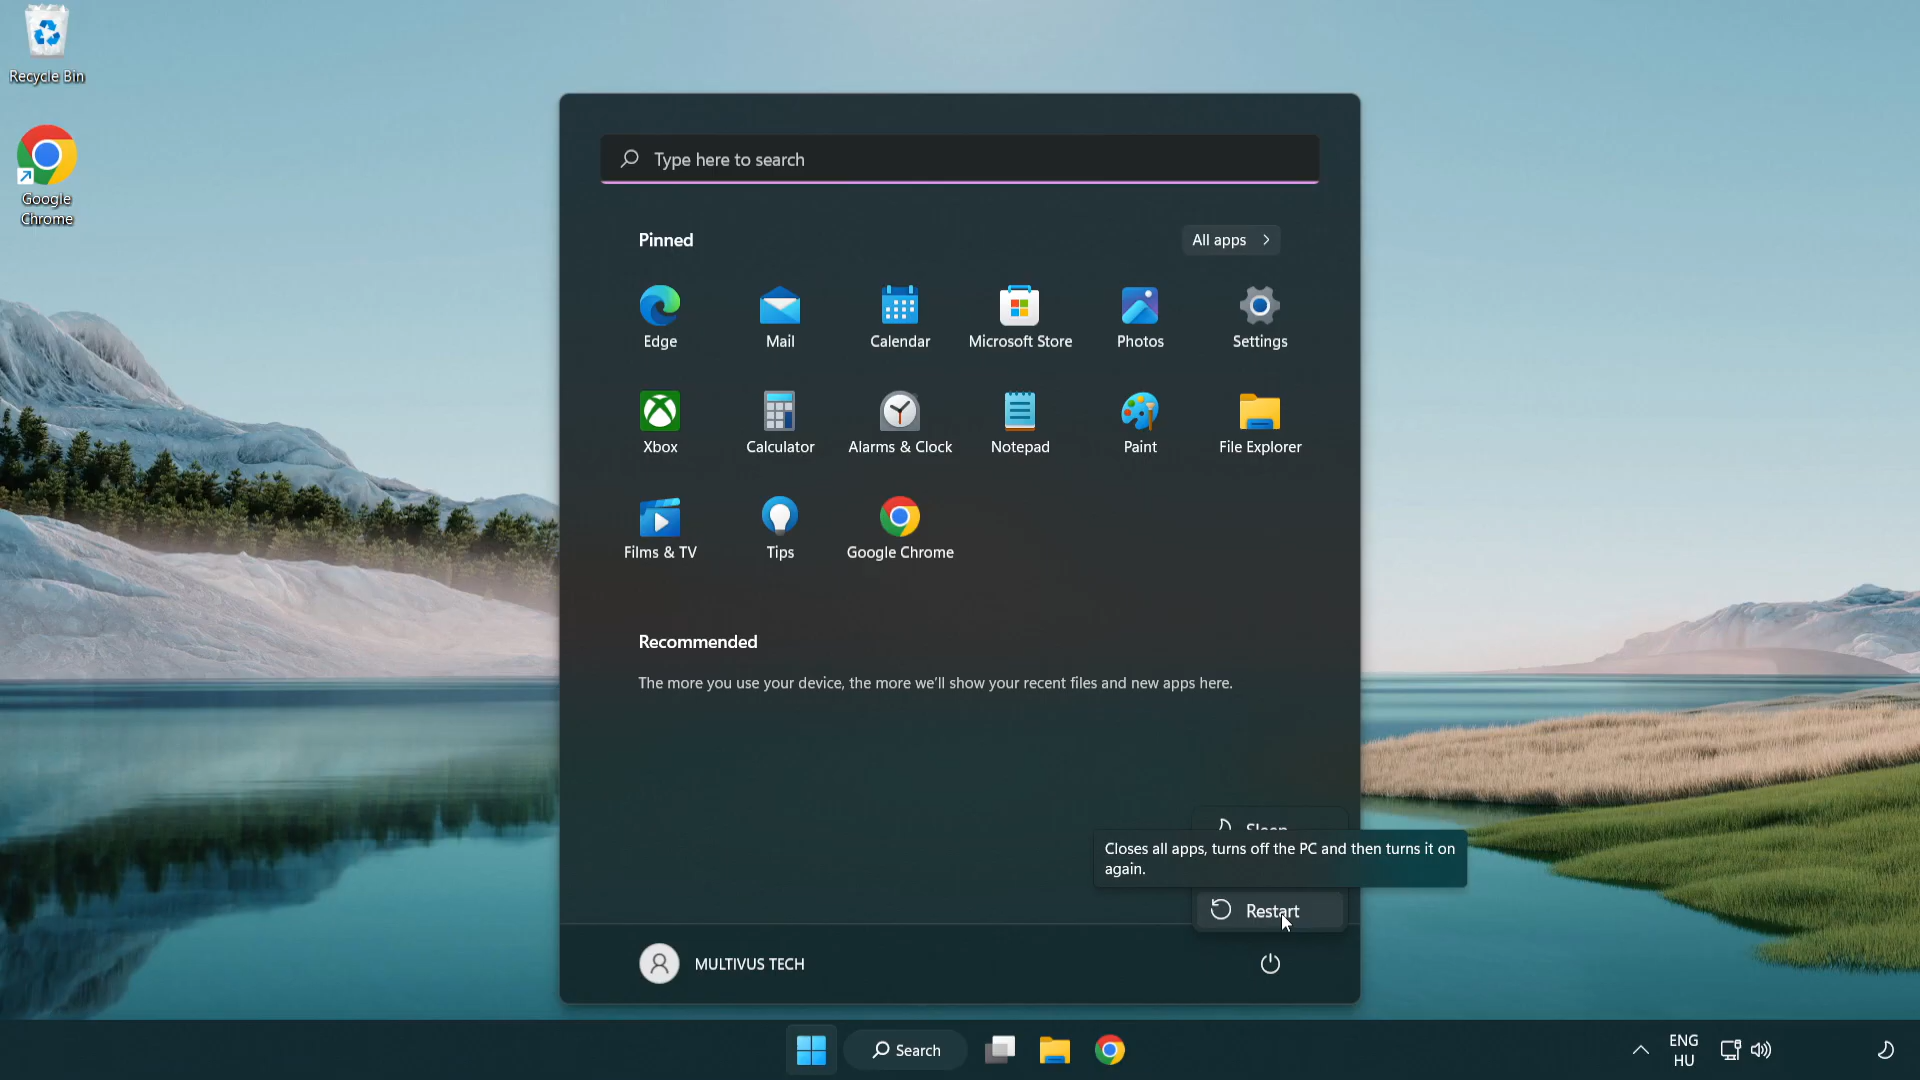 Recycle Bin
Google
Chrome
Type here to search
Pinned
All apps
Edge
Mail
Calendar
Microsoft Store
Photos
Settings
Xbox
Calculator
Alarms & Clock
Notepad
Paint
File Explorer
Films & TV
Tips
Google Chrome
Recommended
The more you use your device, the more we'll show your recent files and new apps here.
Sleep
Closes all apps, turns off the PC and then turns it on
again.
Restart
MULTIVUS TECH
Search
ENG
HU